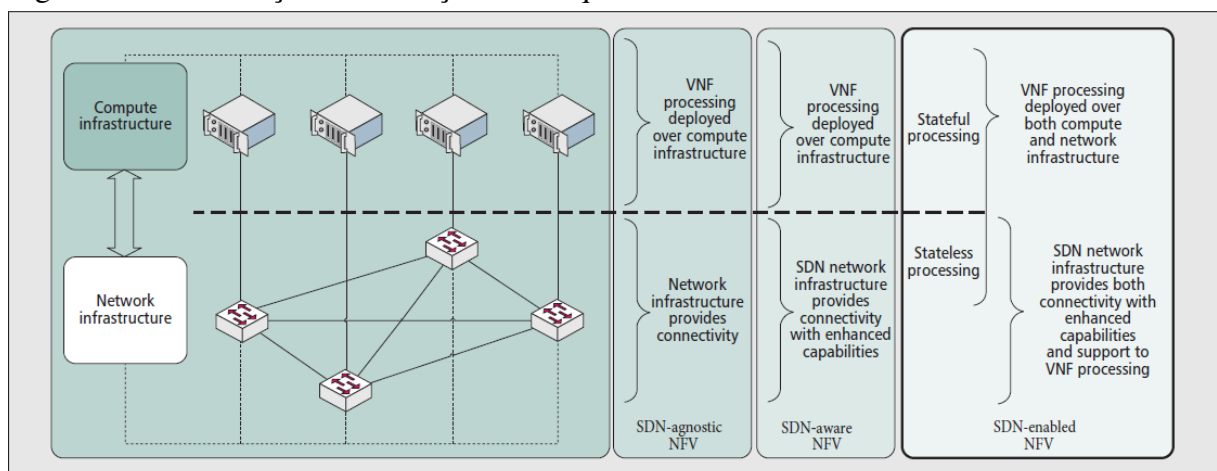 Compute
infrastructure
Network
infrastructure
VNF
processing
deployed
over compute
infrastructure
Network
infrastructure
provides
connectivity
SDN-agnostic
NFV
VNF
processing
deployed
over compute
infrastructure
SDN network
infrastructure
provides
connectivity
with enhanced
capabilities
SDN-aware
NFV
Stateful
processing
VNF processing
deployed over
both compute
and network
infrastructure
Stateless
processing
SDN network
infrastructure
provides both
connectivity with
enhanced
capabilities
and support to
VNF processing
SDN-enabled
NFV